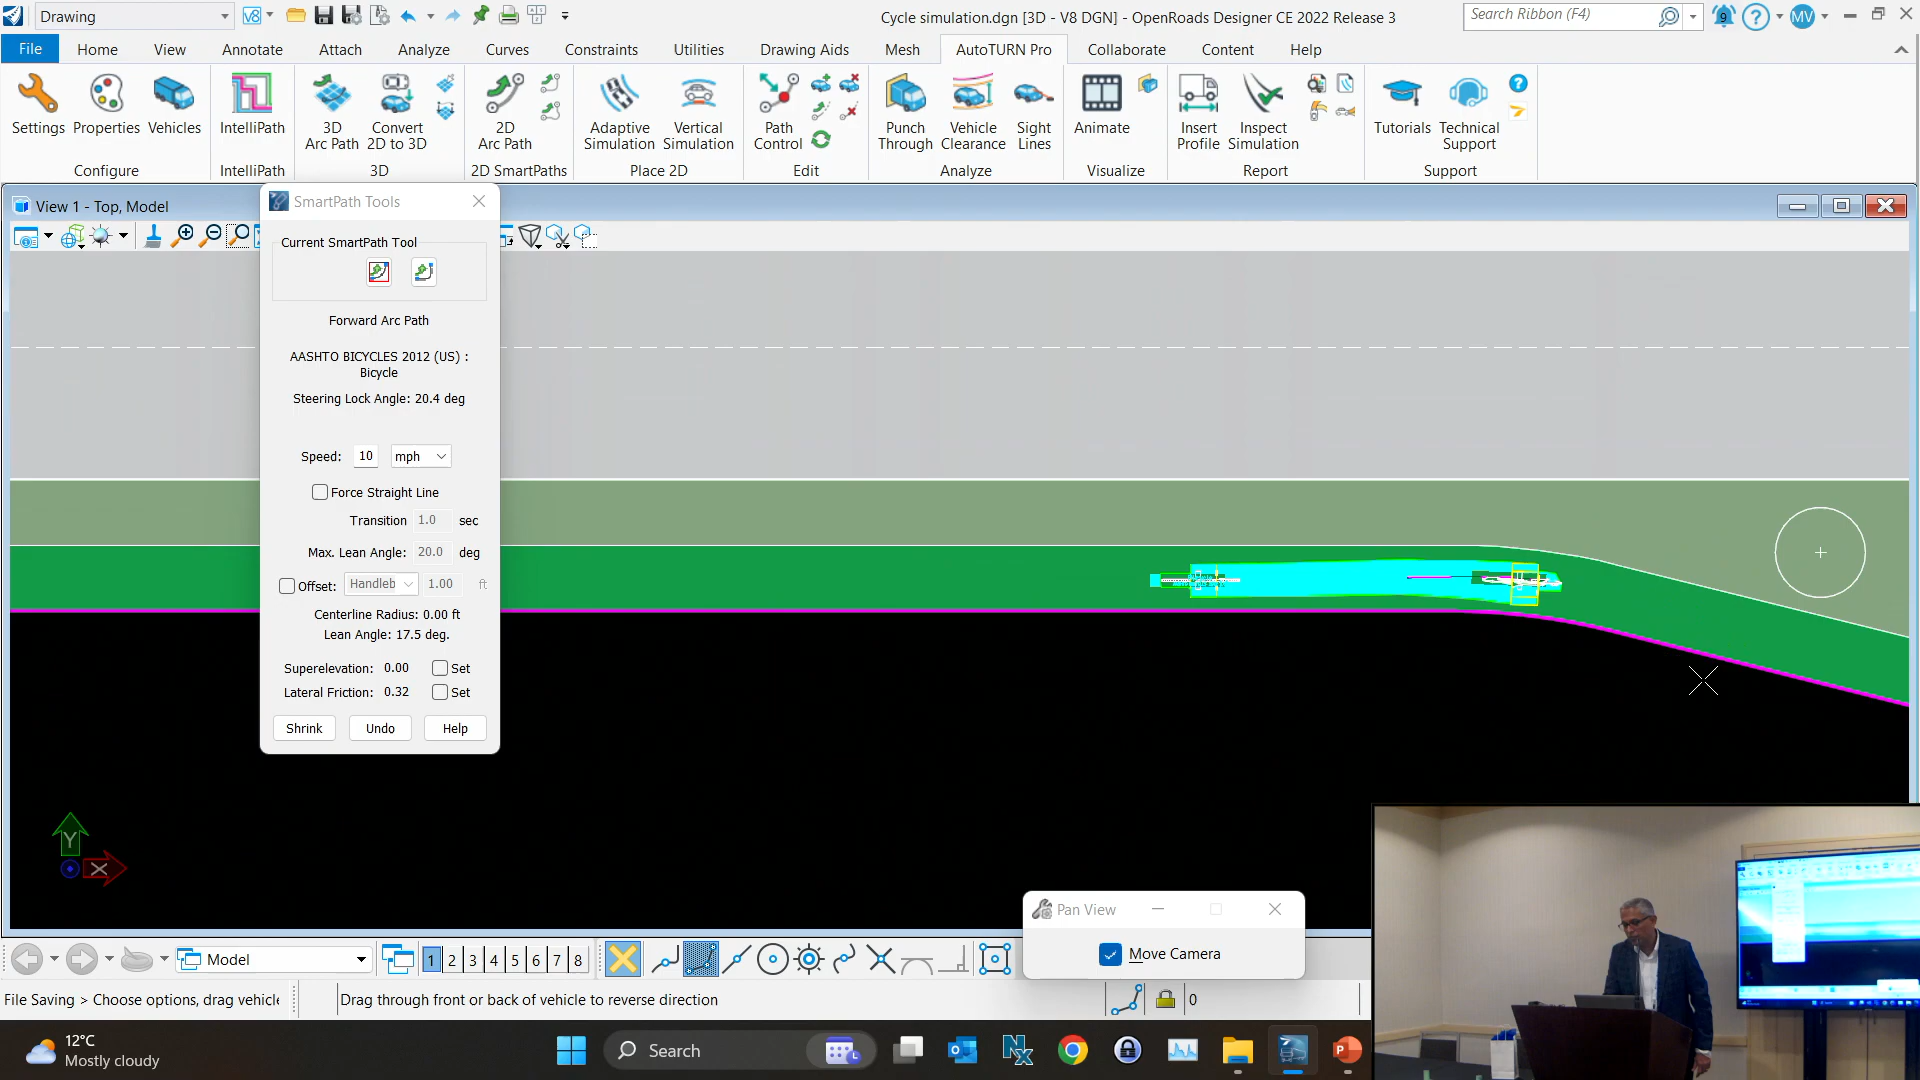 Drawing
V8
Cycle simulation.dgn [3D - V8 DGN] - OpenRoads Designer CE 2022 Release 3
Search Ribbon (F4)
9
MV
File
Home
View
Annotate
Attach
Analyze
Curves
Constraints
Utilities
Drawing Aids
Mesh
AutoTURN Pro
Collaborate
Content
Help
Settings
Properties
Vehicles
Configure
IntelliPath
IntelliPath
3D
Arc Path
Convert
2D to 3D
3D
2D
Arc Path
2D SmartPaths
Adaptive
Simulation
Vertical
Simulation
Place 2D
Path
Control
Edit
Punch
Through
Vehicle
Clearance
Sight
Lines
Analyze
Animate
Visualize
Insert
Profile
Inspect
Simulation
Report
Tutorials
Technical
Support
Support
View 1 - Top, Model
SmartPath Tools
Current SmartPath Tool
Forward Arc Path
AASHTO BICYCLES 2012 (US) :
Bicycle
Steering Lock Angle: 20.4 deg
Speed: 10 mph
Force Straight Line
Transition 1.0 sec
Max. Lean Angle: 20.0 deg
Offset: Handleb 1.00 ft
Centerline Radius: 0.00 ft
Lean Angle: 17.5 deg.
Superelevation: 0.00 Set
Lateral Friction: 0.32 Set
Shrink Undo Help
Y
X
Pan View
Move Camera
Model
1 2 3 4 5 6 7 8
File Saving > Choose options, drag vehicle
Drag through front or back of vehicle to reverse direction
0
12°C
Mostly cloudy
Search